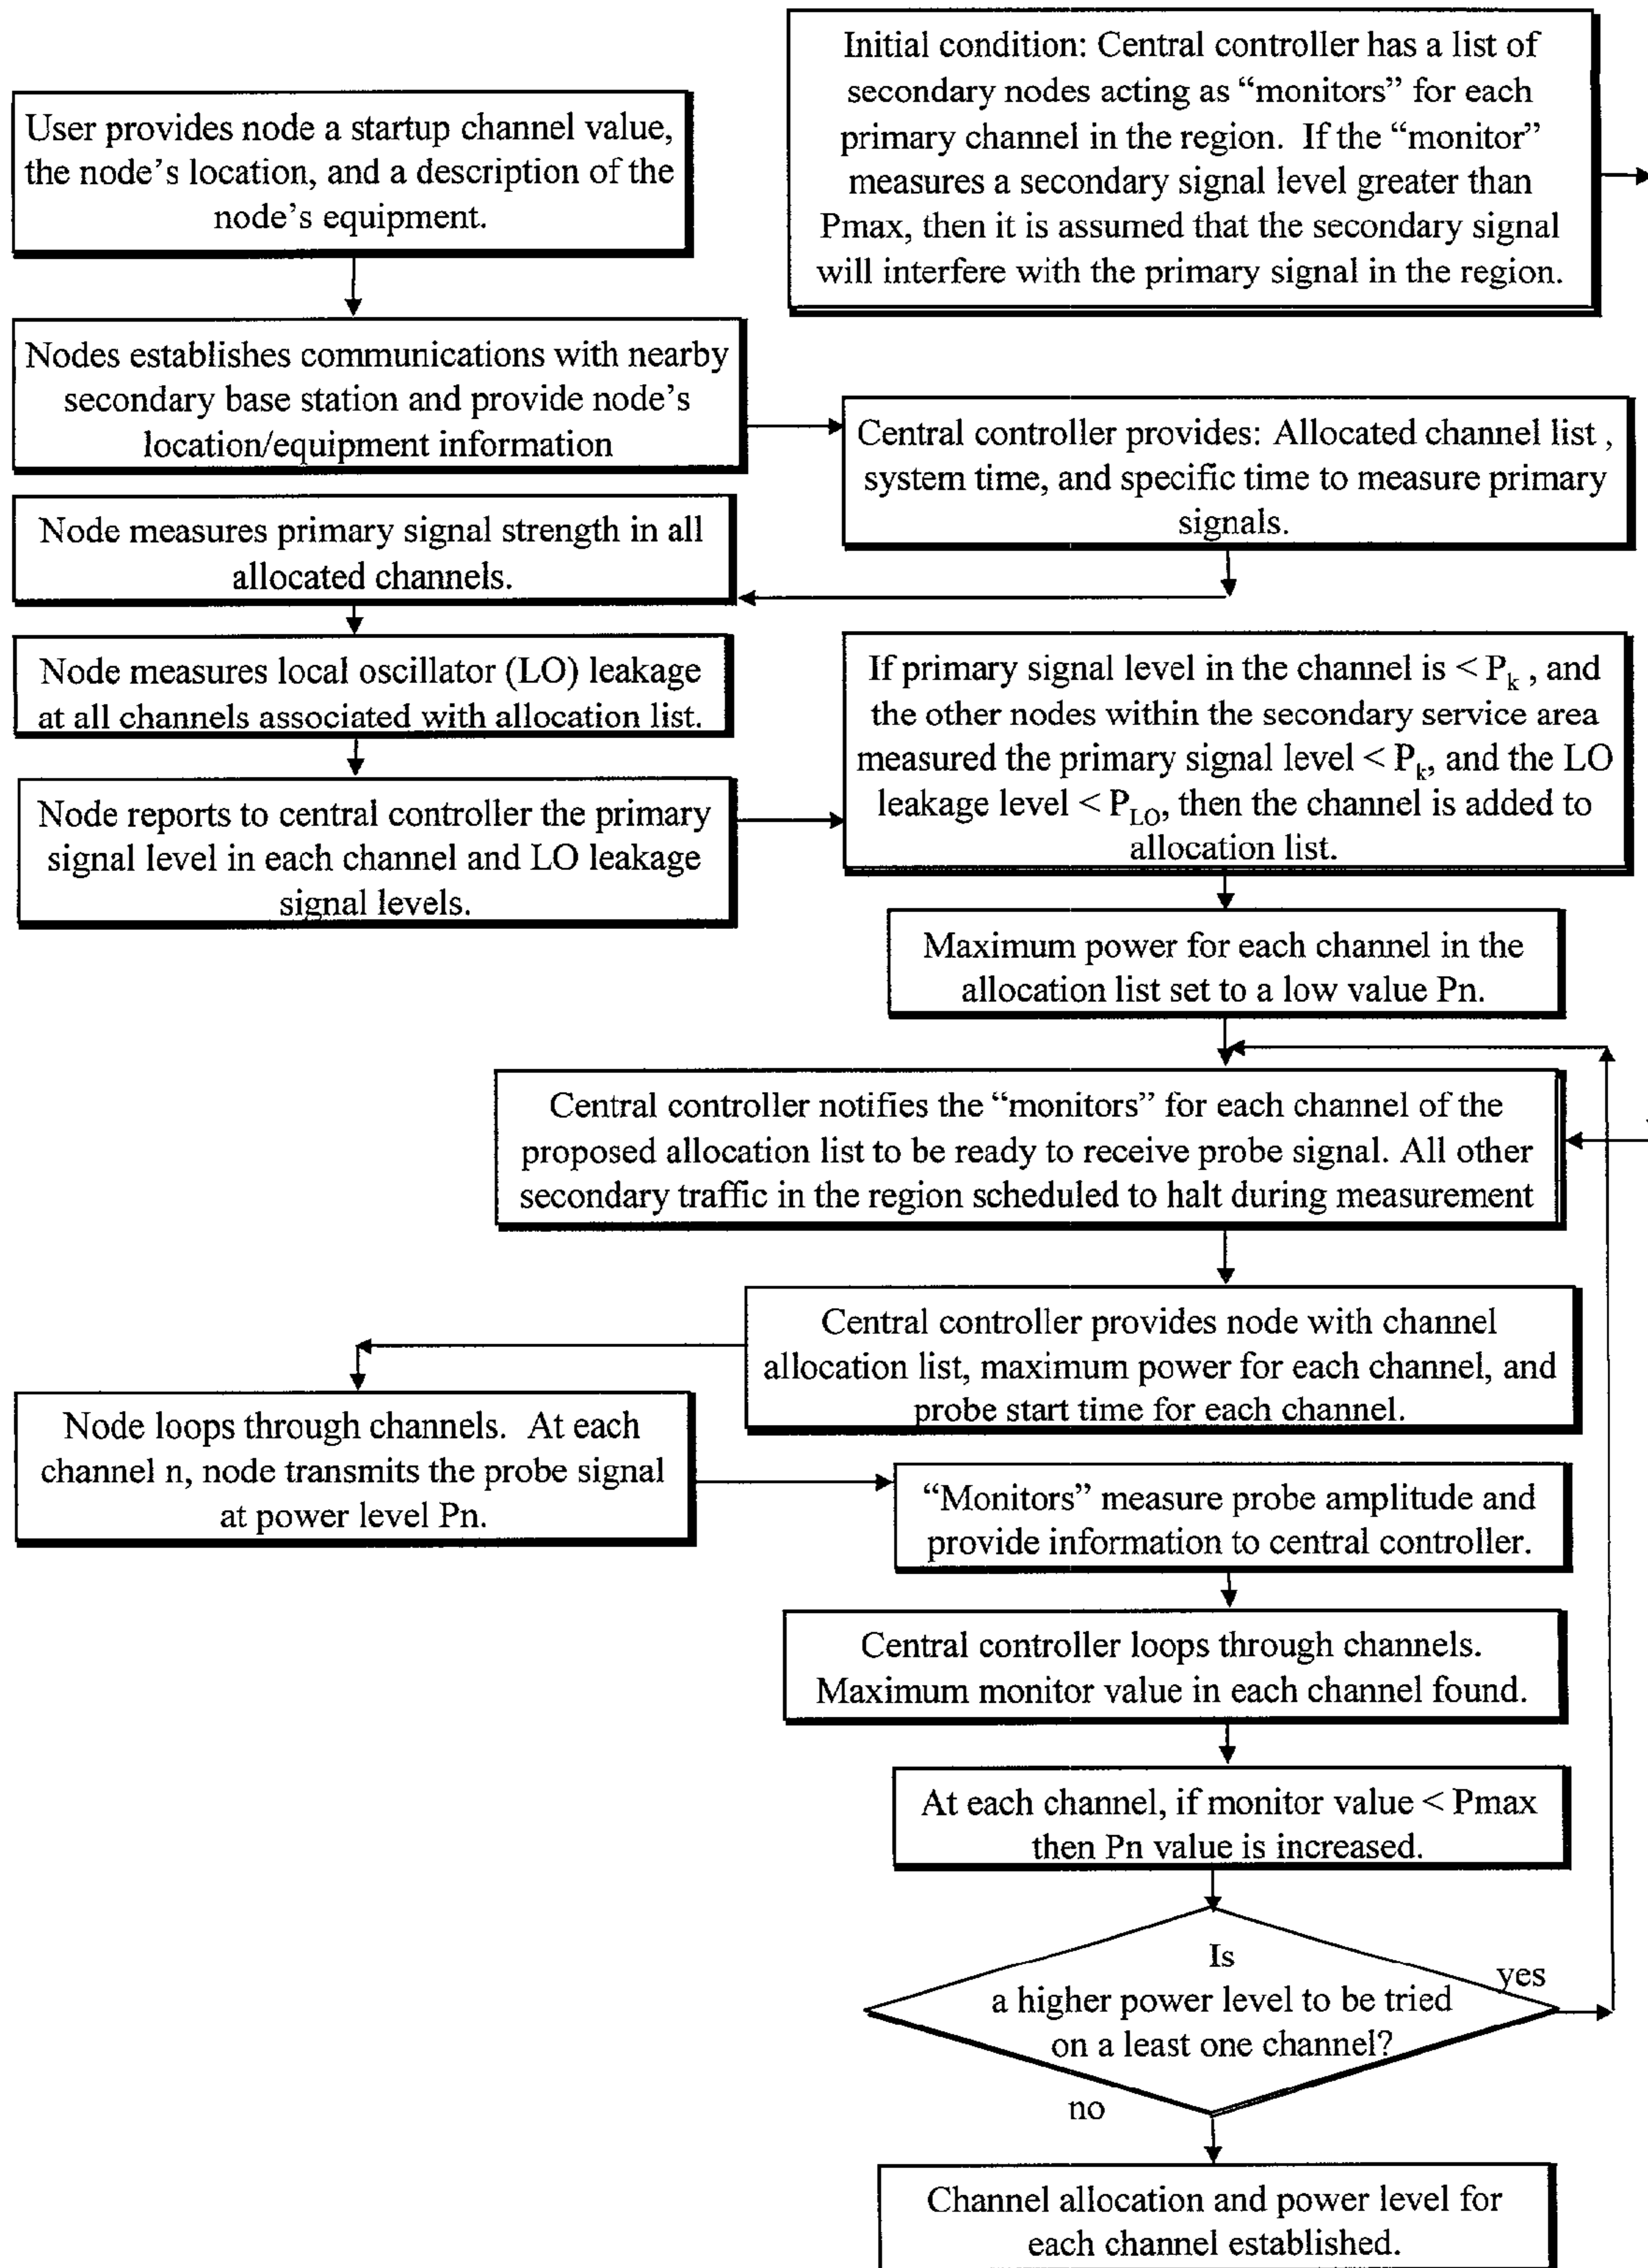 Initial condition: Central controller has a list of
secondary nodes acting as “monitors” for each
primary channel in the region. If the “monitor”
measures a secondary signal level greater than
Pmax, then it is assumed that the secondary signal
will interfere with the primary signal in the region.
User provides node a startup channel value,
the node’s location, and a description of the
node’s equipment.
Nodes establishes communications with nearby
secondary base station and provide node’s
location/equipment information
Central controller provides: Allocated channel list ,
system time, and specific time to measure primary
signals.
Node measures primary signal strength in all
allocated channels.
Node measures local oscillator (LO) leakage
at all channels associated with allocation list.
Node reports to central controller the primary
signal level in each channel and LO leakage
signal levels.
If primary signal level in the channel is < Pk , and
the other nodes within the secondary service area
measured the primary signal level < Pk, and the LO
leakage level < PLO, then the channel is added to
allocation list.
Maximum power for each channel in the
allocation list set to a low value Pn.
Central controller notifies the “monitors” for each channel of the
proposed allocation list to be ready to receive probe signal. All other
secondary traffic in the region scheduled to halt during measurement
Central controller provides node with channel
allocation list, maximum power for each channel, and
probe start time for each channel.
Node loops through channels. At each
channel n, node transmits the probe signal
at power level Pn.
“Monitors” measure probe amplitude and
provide information to central controller.
Central controller loops through channels.
Maximum monitor value in each channel found.
At each channel, if monitor value < Pmax
then Pn value is increased.
Is
a higher power level to be tried
on a least one channel?
yes
no
Channel allocation and power level for
each channel established.